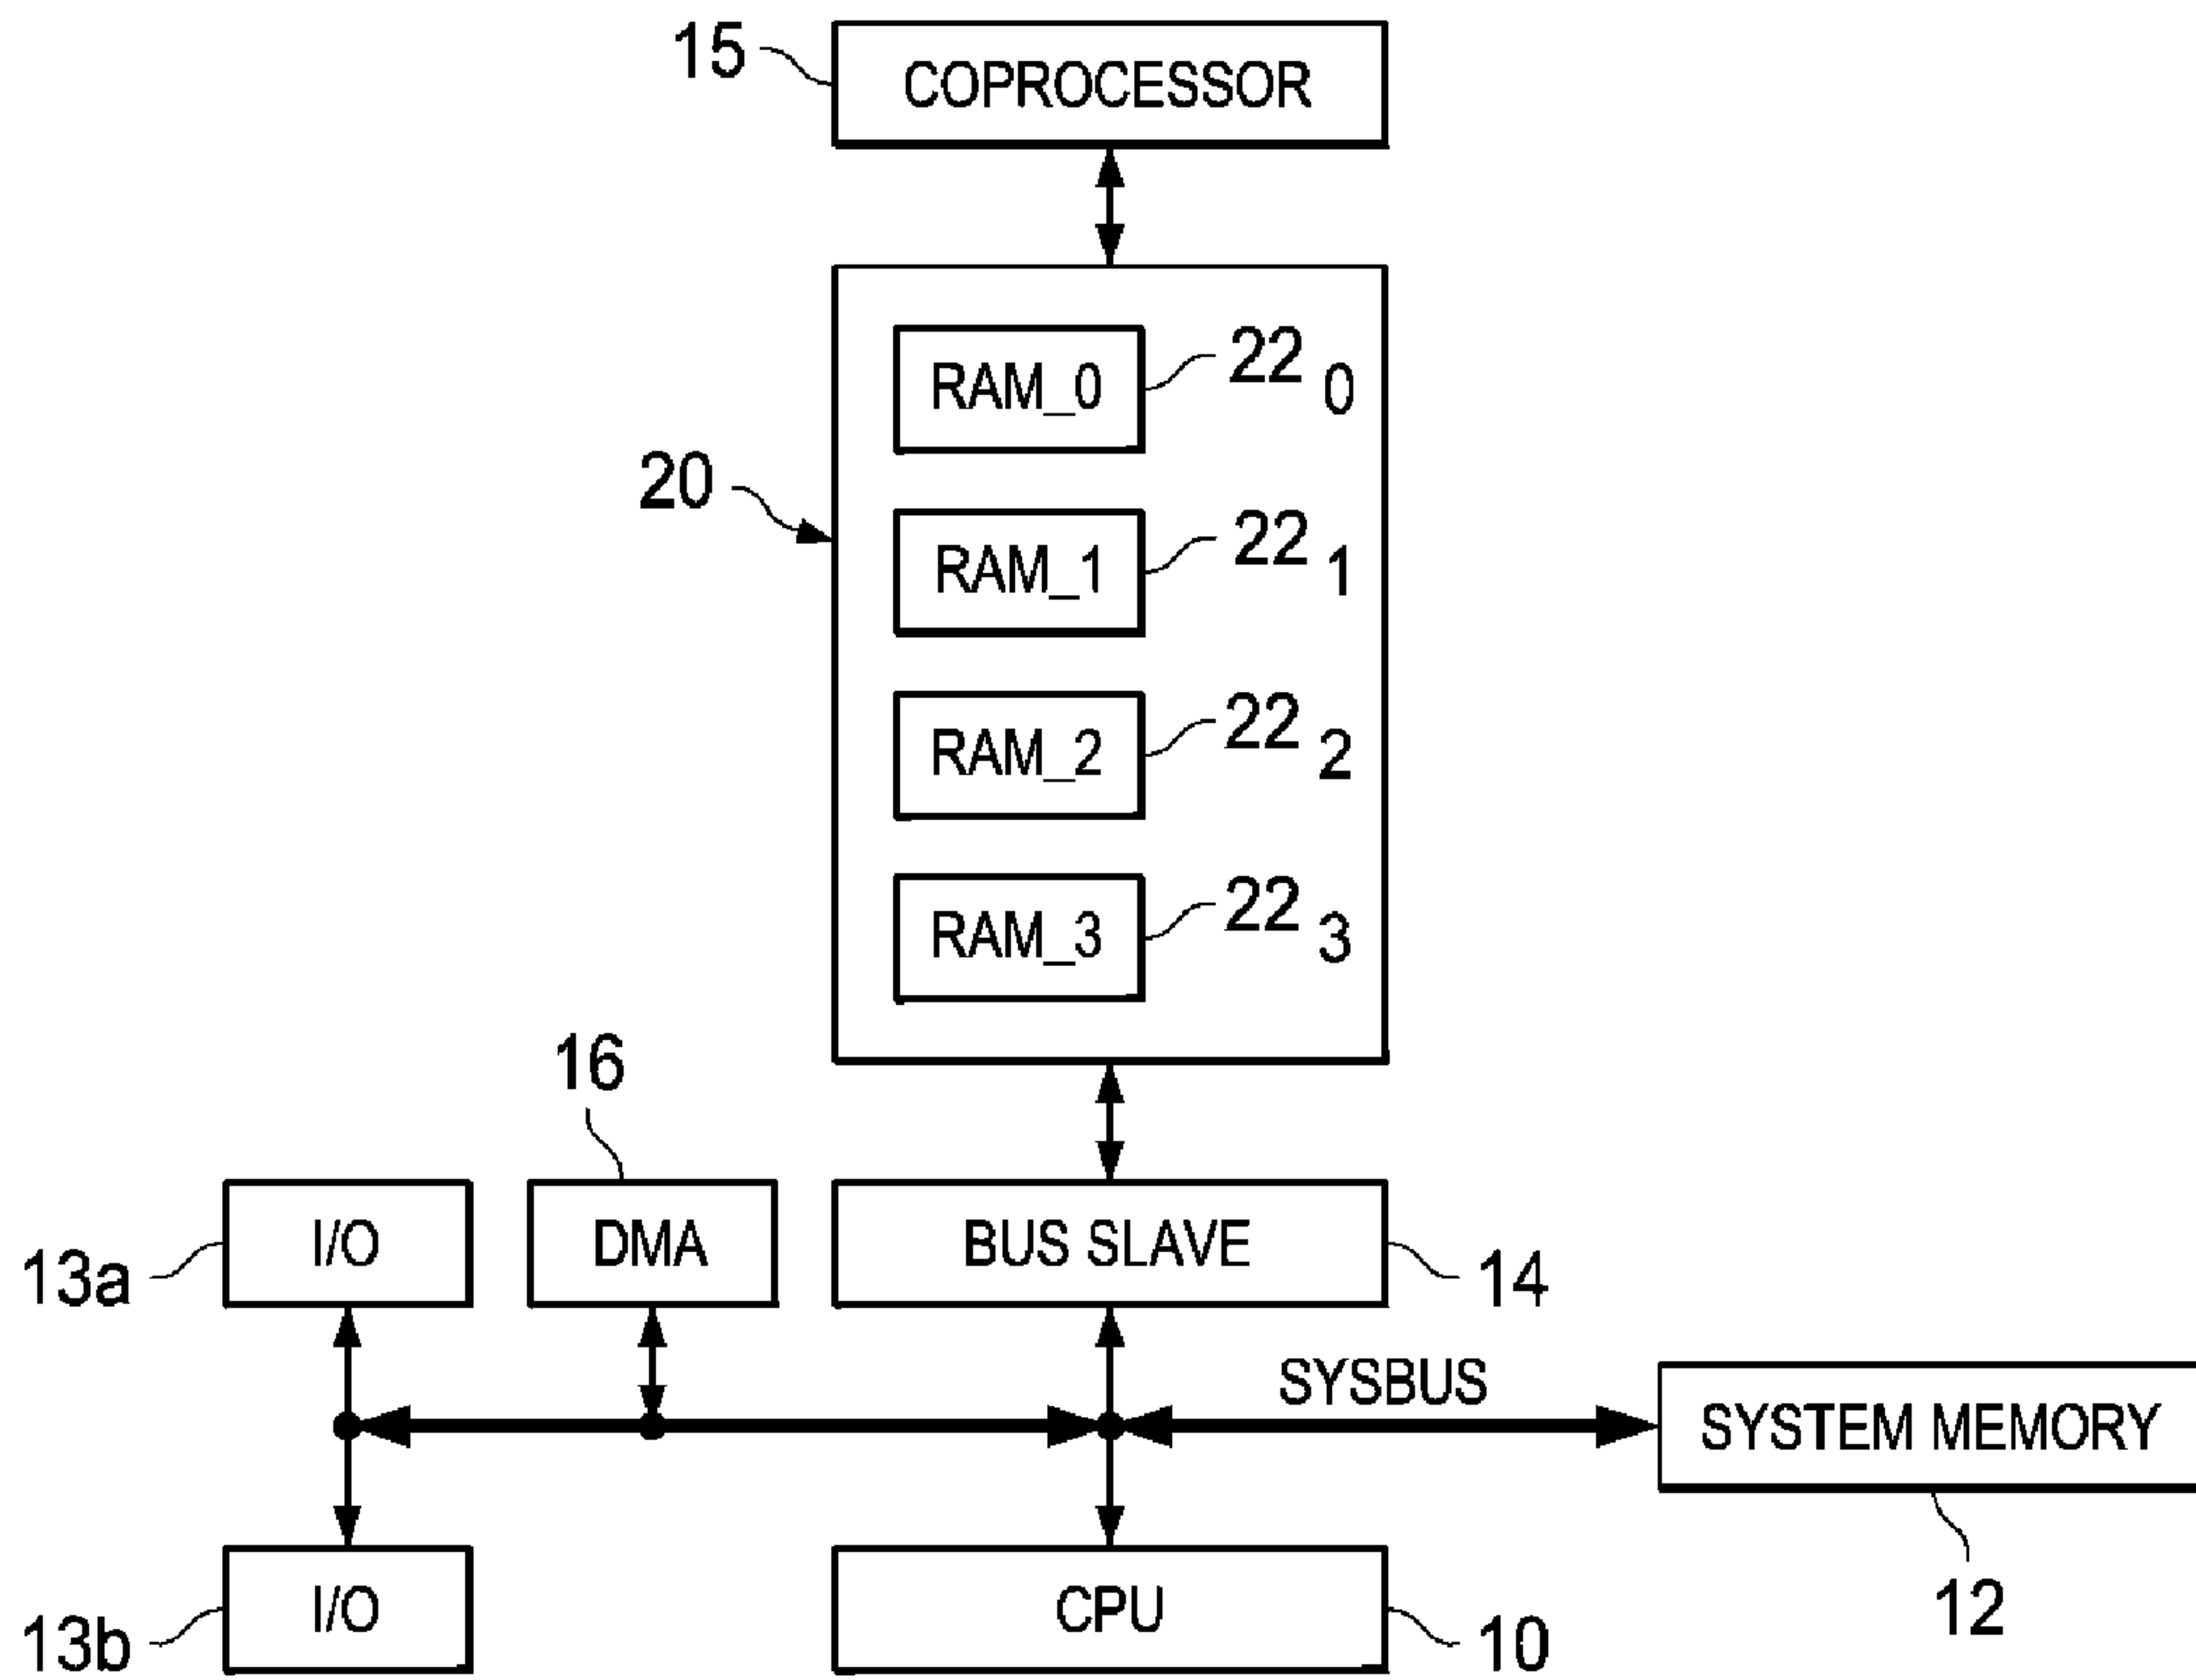 15
COPROCESSOR
RAM_0
22 0
20
RAM_1
22 1
RAM_2
22 2
RAM_3
22 3
16
I/O
DMA
BUS SLAVE
13a
14
SYSBUS
SYSTEM MEMORY
I/O
CPU
13b
10
12